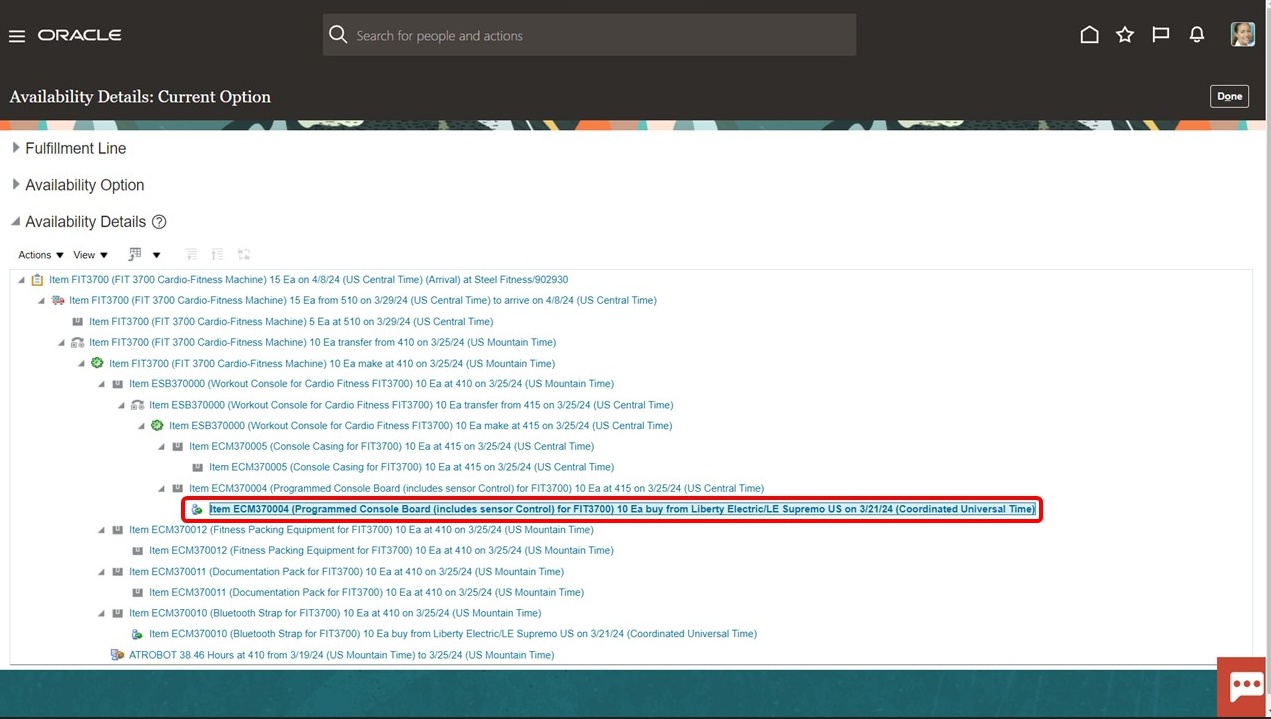 ORACLE
Search for people and actions
Availability Details: Current Option
Done
Fulfillment Line
Availability Option
Availability Details ?
Actions View
Item FIT3700 (FIT 3700 Cardio-Fitness Machine) 15 Ea on 4/8/24 (US Central Time) (Arrival) at Steel Fitness/902930
Item FIT3700 (FIT 3700 Cardio-Fitness Machine) 15 Ea from 510 on 3/29/24 (US Central Time) to arrive on 4/8/24 (US Central Time)
Item FIT3700 (FIT 3700 Cardio-Fitness Machine) 5 Ea at 510 on 3/29/24 (US Central Time)
Item FIT3700 (FIT 3700 Cardio-Fitness Machine) 10 Ea transfer from 410 on 3/25/24 (US Mountain Time)
Item FIT3700 (FIT 3700 Cardio-Fitness Machine) 10 Ea make at 410 on 3/25/24 (US Mountain Time)
Item ESB370000 (Workout Console for Cardio Fitness FIT3700) 10 Ea at 410 on 3/25/24 (US Mountain Time)
Item ESB370000 (Workout Console for Cardio Fitness FIT3700) 10 Ea transfer from 415 on 3/25/24 (US Central Time)
Item ESB370000 (Workout Console for Cardio Fitness FIT3700) 10 Ea make at 415 on 3/25/24 (US Central Time)
Item ECM370005 (Console Casing for FIT3700) 10 Ea at 415 on 3/25/24 (US Central Time)
Item ECM370005 (Console Casing for FIT3700) 10 Ea at 415 on 3/25/24 (US Central Time)
Item ECM370004 (Programmed Console Board (includes sensor Control) for FIT3700) 10 Ea at 415 on 3/25/24 (US Central Time)
Item ECM370004 (Programmed Console Board (includes sensor Control) for FIT3700) 10 Ea buy from Liberty Electric/LE Supremo US on 3/21/24 (Coordinated Universal Time)
Item ECM370012 (Fitness Packing Equipment for FIT3700) 10 Ea at 410 on 3/25/24 (US Mountain Time)
Item ECM370012 (Fitness Packing Equipment for FIT3700) 10 Ea at 410 on 3/25/24 (US Mountain Time)
Item ECM370011 (Documentation Pack for FIT3700) 10 Ea at 410 on 3/25/24 (US Mountain Time)
Item ECM370011 (Documentation Pack for FIT3700) 10 Ea at 410 on 3/25/24 (US Mountain Time)
Item ECM370010 (Bluetooth Strap for FIT3700) 10 Ea at 410 on 3/25/24 (US Mountain Time)
Item ECM370010 (Bluetooth Strap for FIT3700) 10 Ea buy from Liberty Electric/LE Supremo US on 3/21/24 (Coordinated Universal Time)
ATROBOT 38.46 Hours at 410 from 3/19/24 (US Mountain Time) to 3/25/24 (US Mountain Time)